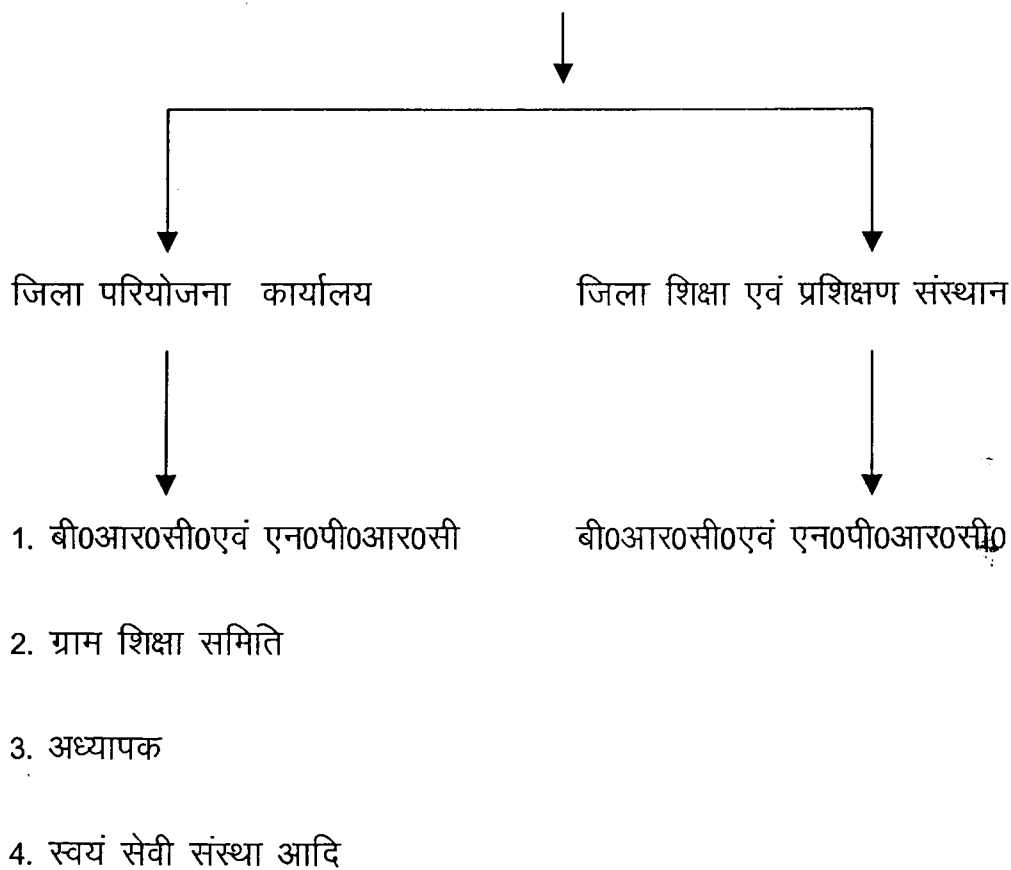 जिला परियोजना कार्यालय
जिला शिक्षा एवं प्रशिक्षण संस्थान
1. बी0आर0सी0एवं एन0पी0आर0सी
बी0आर0सी0एवं एन0पी0आर0सी0
2. ग्राम शिक्षा समिति
3. अध्यापक
4. स्वयं सेवी संस्था आदि